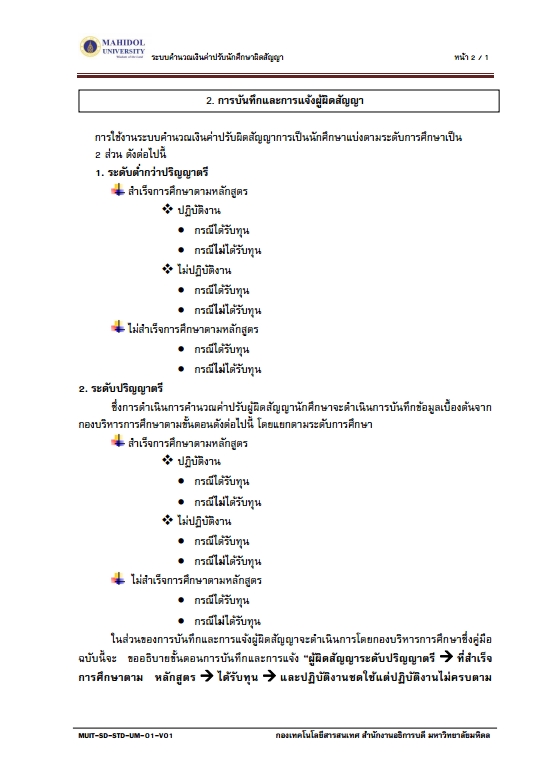 MAHIDOL
UNIVERSITY
ระบบคำนวณเงินค่าปรับนักศึกษาผิดสัญญา
หน้า 2 / 1
2. การบันทึกและการแจ้งผู้ผิดสัญญา
การใช้งานระบบคำนวณเงินค่าปรับผิดสัญญาการเป็นนักศึกษาแบ่งตามระดับการศึกษาเป็น
2 ส่วน ดังต่อไปนี้
1. ระดับต่ำกว่าปริญญาตรี
สำเร็จการศึกษาตามหลักสูตร
❖ ปฏิบัติงาน
● กรณีได้รับทุน
● กรณีไม่ได้รับทุน
❖ ไม่ปฏิบัติงาน
● กรณีได้รับทุน
● กรณีไม่ได้รับทุน
ไม่สำเร็จการศึกษาตามหลักสูตร
● กรณีได้รับทุน
● กรณีไม่ได้รับทุน
2. ระดับปริญญาตรี
ซึ่งการดำเนินการคำนวณค่าปรับผู้ผิดสัญญานักศึกษาจะดำเนินการบันทึกข้อมูลเบื้องต้นจาก
กองบริหารการศึกษาตามขั้นตอนดังต่อไปนี้ โดยแยกตามระดับการศึกษา
สำเร็จการศึกษาตามหลักสูตร
❖ ปฏิบัติงาน
● กรณีได้รับทุน
● กรณีไม่ได้รับทุน
❖ ไม่ปฏิบัติงาน
● กรณีได้รับทุน
● กรณีไม่ได้รับทุน
ไม่สำเร็จการศึกษาตามหลักสูตร
● กรณีได้รับทุน
● กรณีไม่ได้รับทุน
ในส่วนของการบันทึกและการแจ้งผู้ผิดสัญญาจะดำเนินการโดยกองบริหารการศึกษาซึ่งคู่มือ
ฉบับนี้จะ ขออธิบายขั้นตอนการบันทึกและการแจ้ง "ผู้ผิดสัญญาระดับปริญญาตรี → ที่สำเร็จ
การศึกษาตาม หลักสูตร → ได้รับทุน → และปฏิบัติงานชดใช้แต่ปฏิบัติงานไม่ครบตาม
MUIT-SD-STD-UM-01-V01
กองเทคโนโลยีสารสนเทศ สำนักงานอธิการบดี มหาวิทยาลัยมหิดล